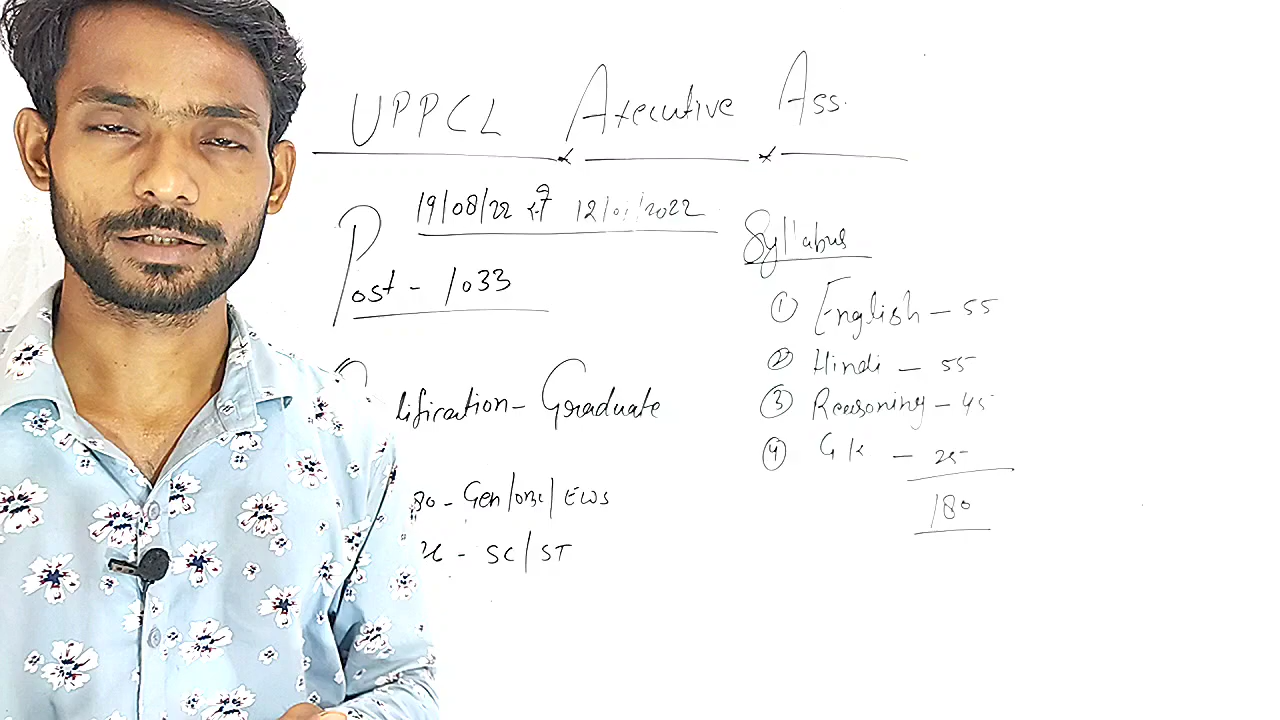 UPPCL Axecutive Ass.
19/08/22 से 12/0 /2022
Post - 1033
lification - Graduate
80 - Gen/OBC/EWS
- SC/ST
Syllabus
① English - 55
② Hindi - 55
③ Reasoning - 45
④ GK - 25
180